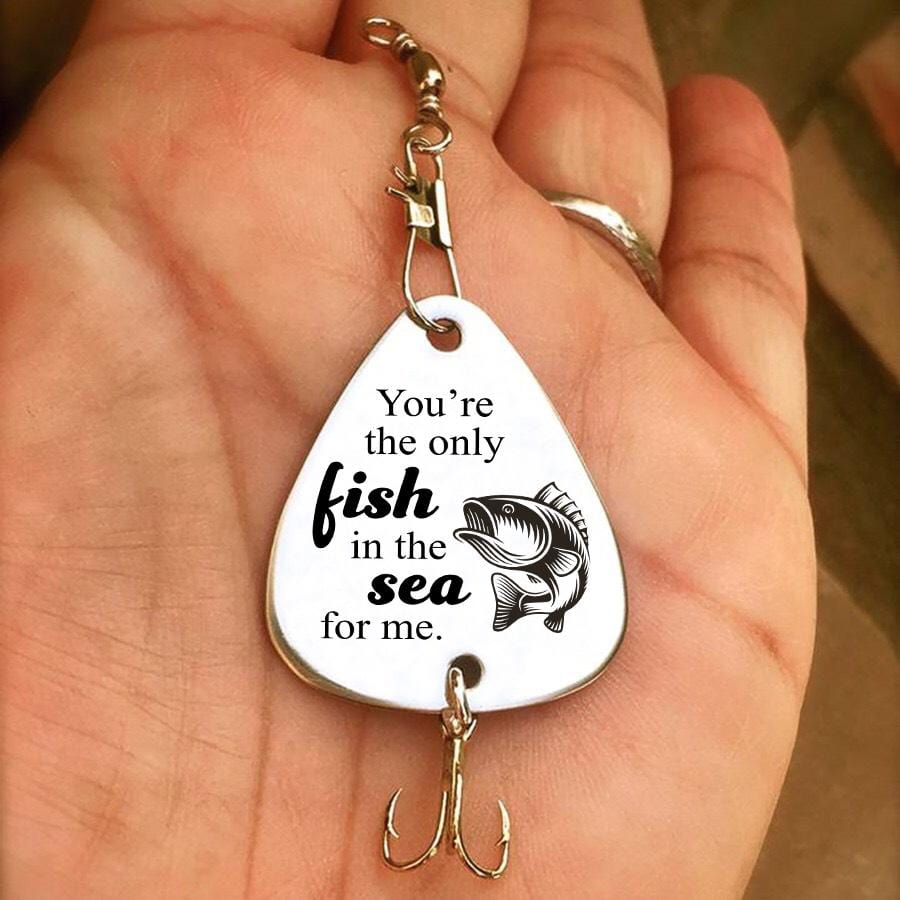 You’re
the only
fish
in the
sea
for me.